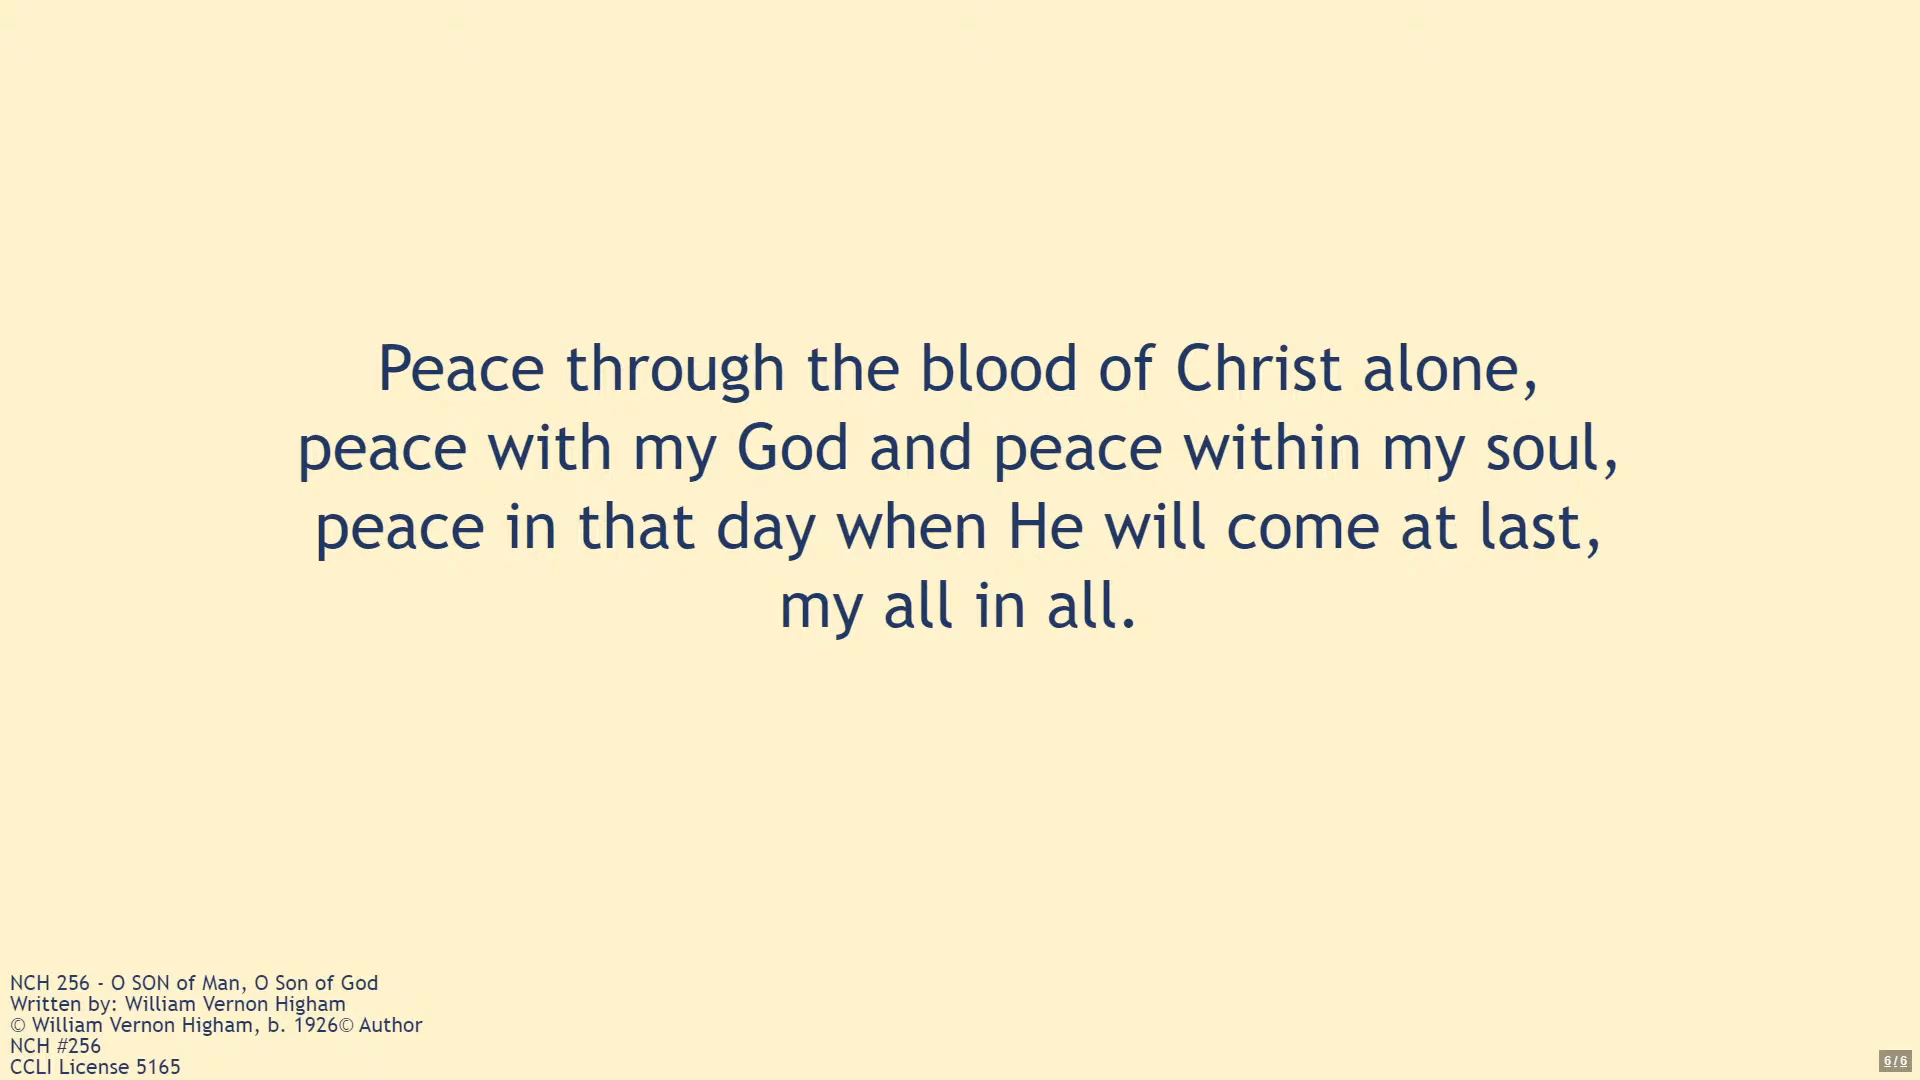 Peace through the blood of Christ alone,
peace with my God and peace within my soul,
peace in that day when He will come at last,
my all in all.
NCH 256 - O SON of Man, O Son of God
Written by: William Vernon Higham
© William Vernon Higham, b. 1926© Author
NCH #256
CCLI License 5165
6/6